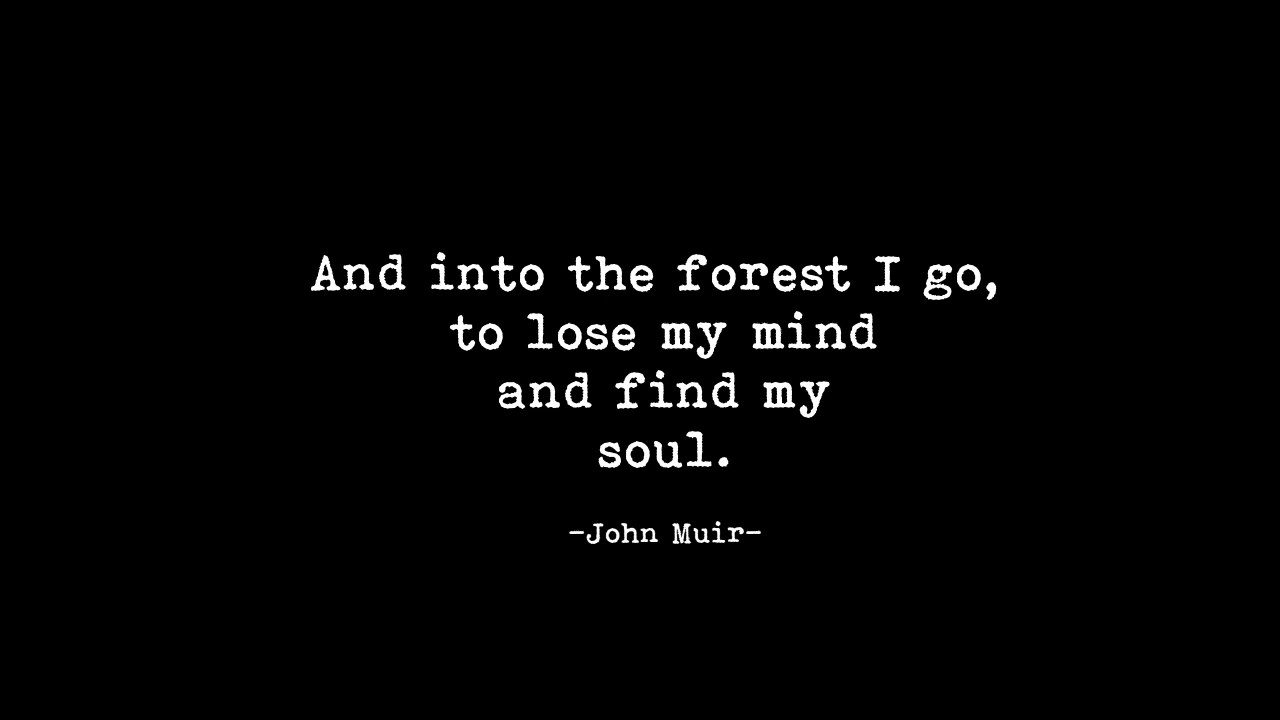 And into the forest I go,
to lose my mind
and find my
soul.
-John Muir-